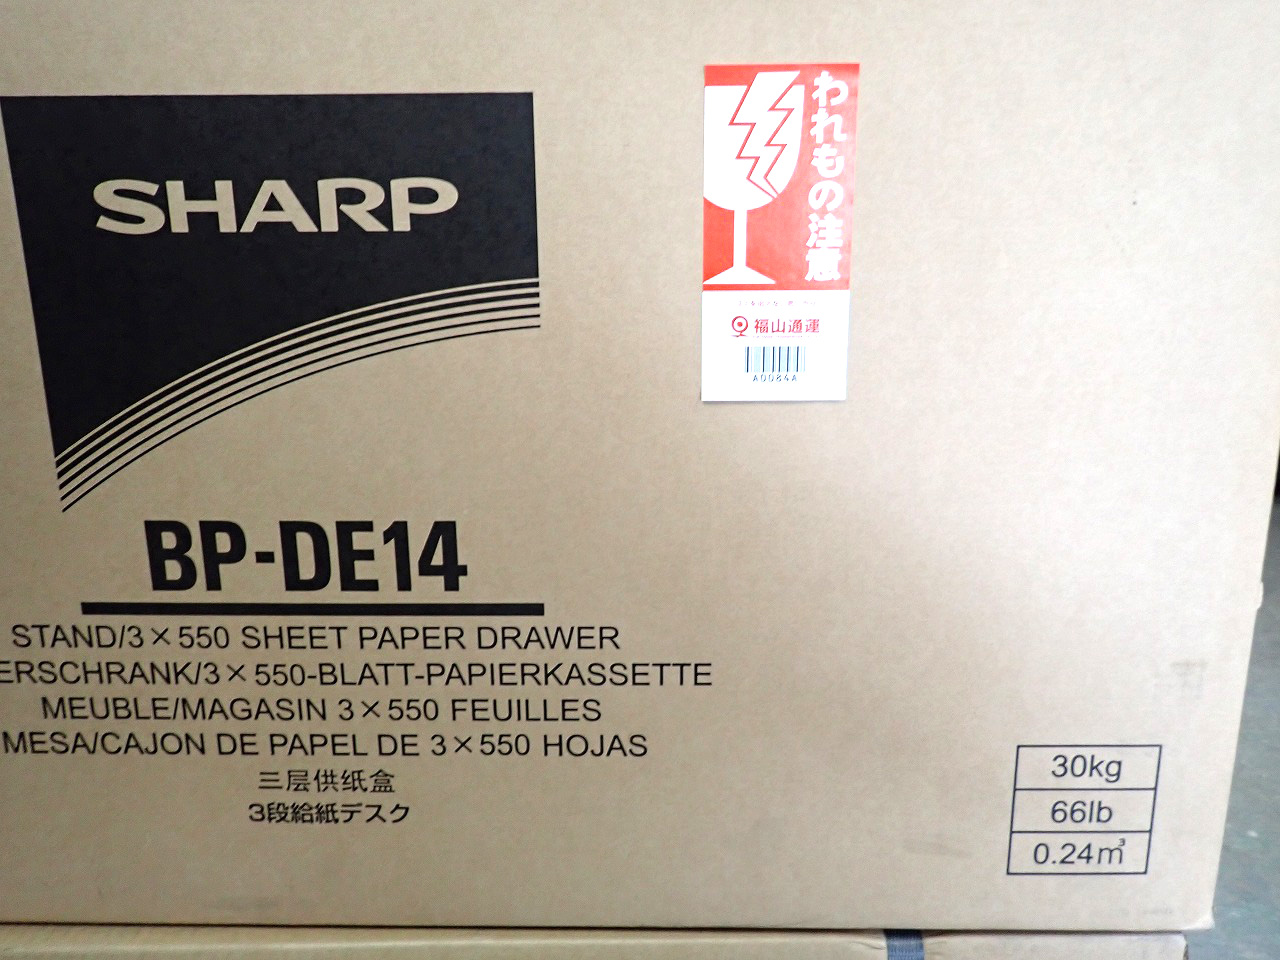 SHARP
BP-DE14
STAND/3×550 SHEET PAPER DRAWER
ERSCHRANK/3×550-BLATT-PAPIERKASSETTE
MEUBLE/MAGASIN 3×550 FEUILLES
MESA/CAJON DE PAPEL DE 3×550 HOJAS
三层供纸盒
3段給紙デスク
われもの注意
福山通運
A0084A
30kg
66lb
0.24m³